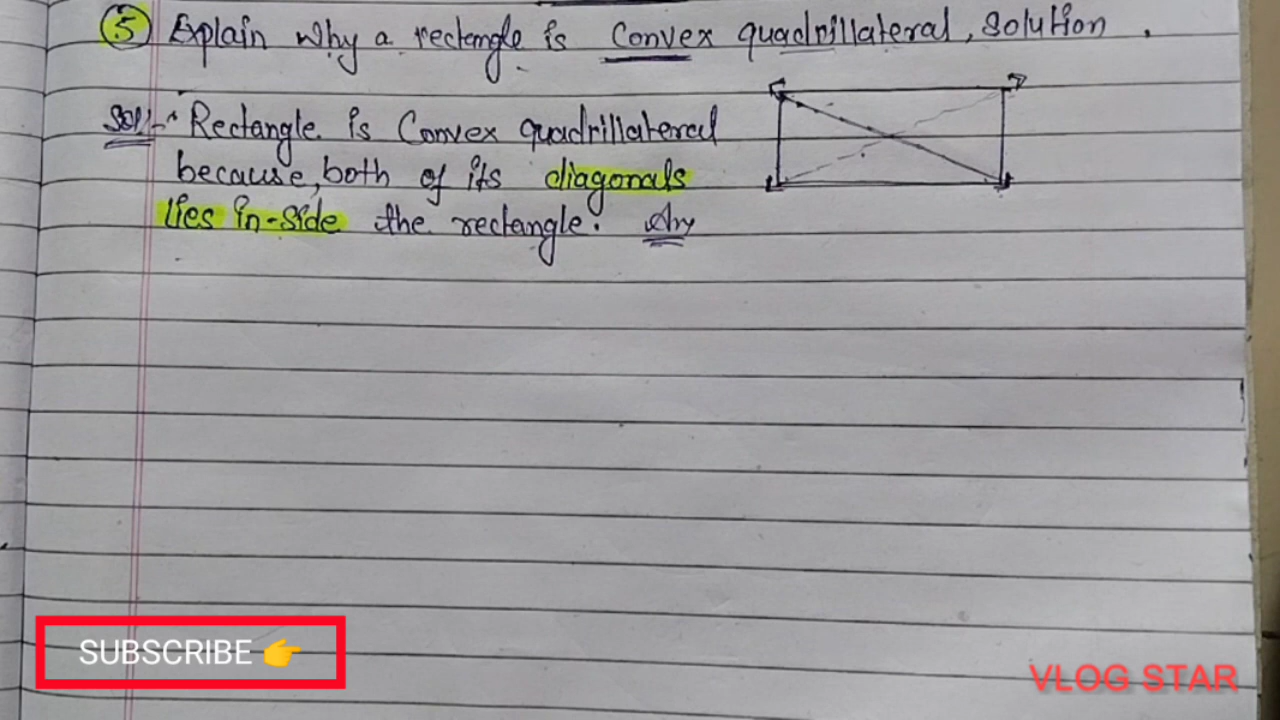 5 Explain why a rectangle is Convex quadrillateral, solution.
Sol:- Rectangle is Convex quadrillateral
because, both of its diagonals
lies in-side the rectangle. Ans
SUBSCRIBE 👉
VLOG STAR